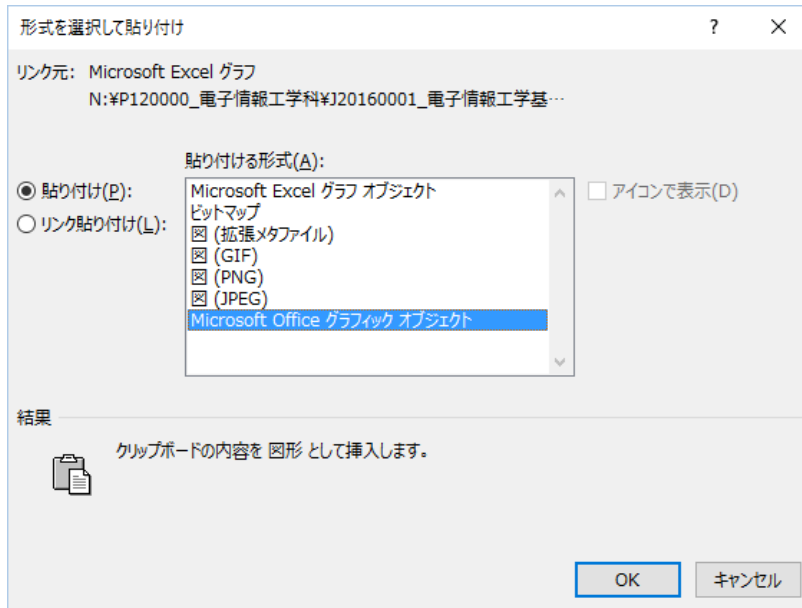 形式を選択して貼り付け
リンク元: Microsoft Excel グラフ
N:¥P120000_電子情報工学科¥J20160001_電子情報工学基…
貼り付ける形式(A):
貼り付け(P):
リンク貼り付け(L):
Microsoft Excel グラフ オブジェクト
ビットマップ
図 (拡張メタファイル)
図 (GIF)
図 (PNG)
図 (JPEG)
Microsoft Office グラフィック オブジェクト
アイコンで表示(D)
結果
クリップボードの内容を 図形 として挿入します。
OK
キャンセル